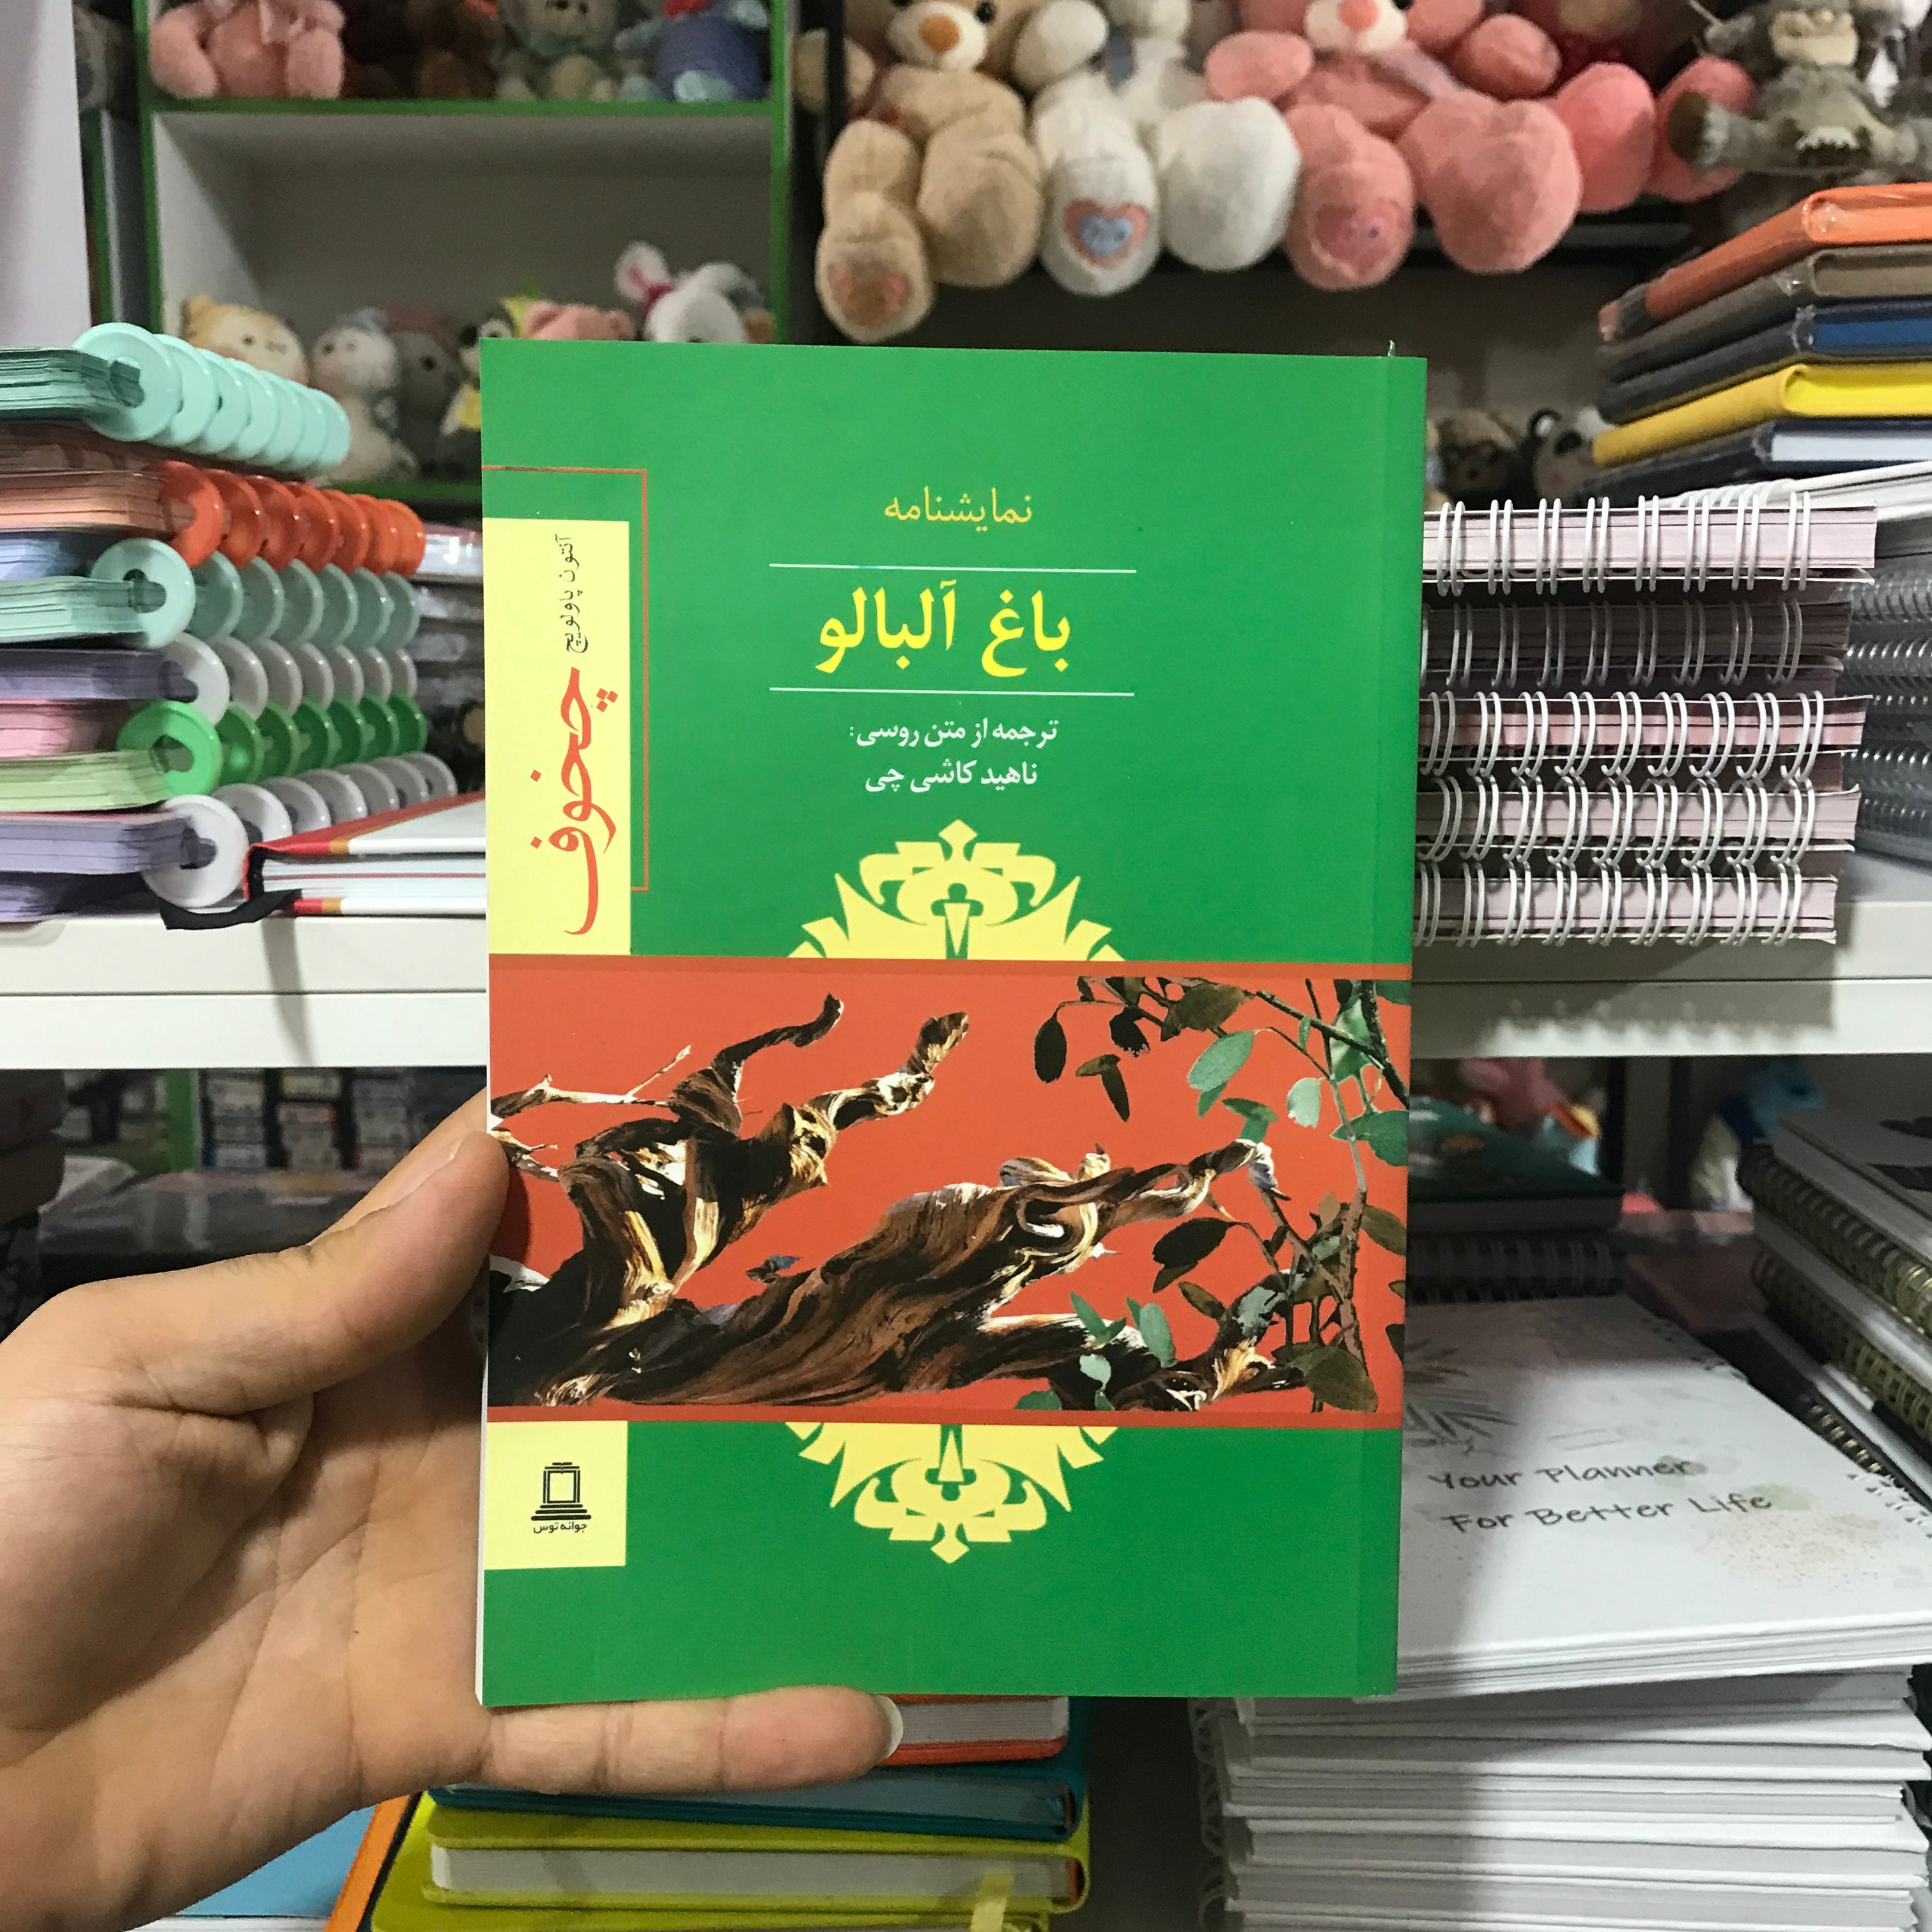 نمایشنامه
باغ آلبالو
ترجمه از متن روسی:
ناهید کاشی چی
آنتون پاولوویچ
چخوف
جوانه توس
Your Planner
For Better Life